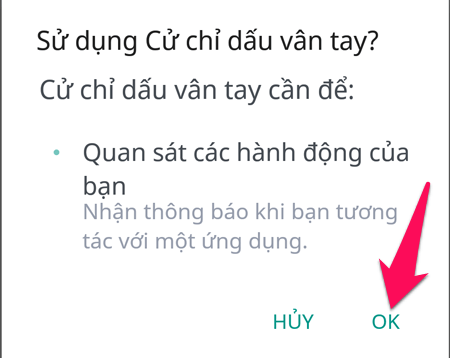 Sử dụng Cử chỉ dấu vân tay?
Cử chỉ dấu vân tay cần để:
• Quan sát các hành động của
bạn
Nhận thông báo khi bạn tương
tác với một ứng dụng.
HỦY OK